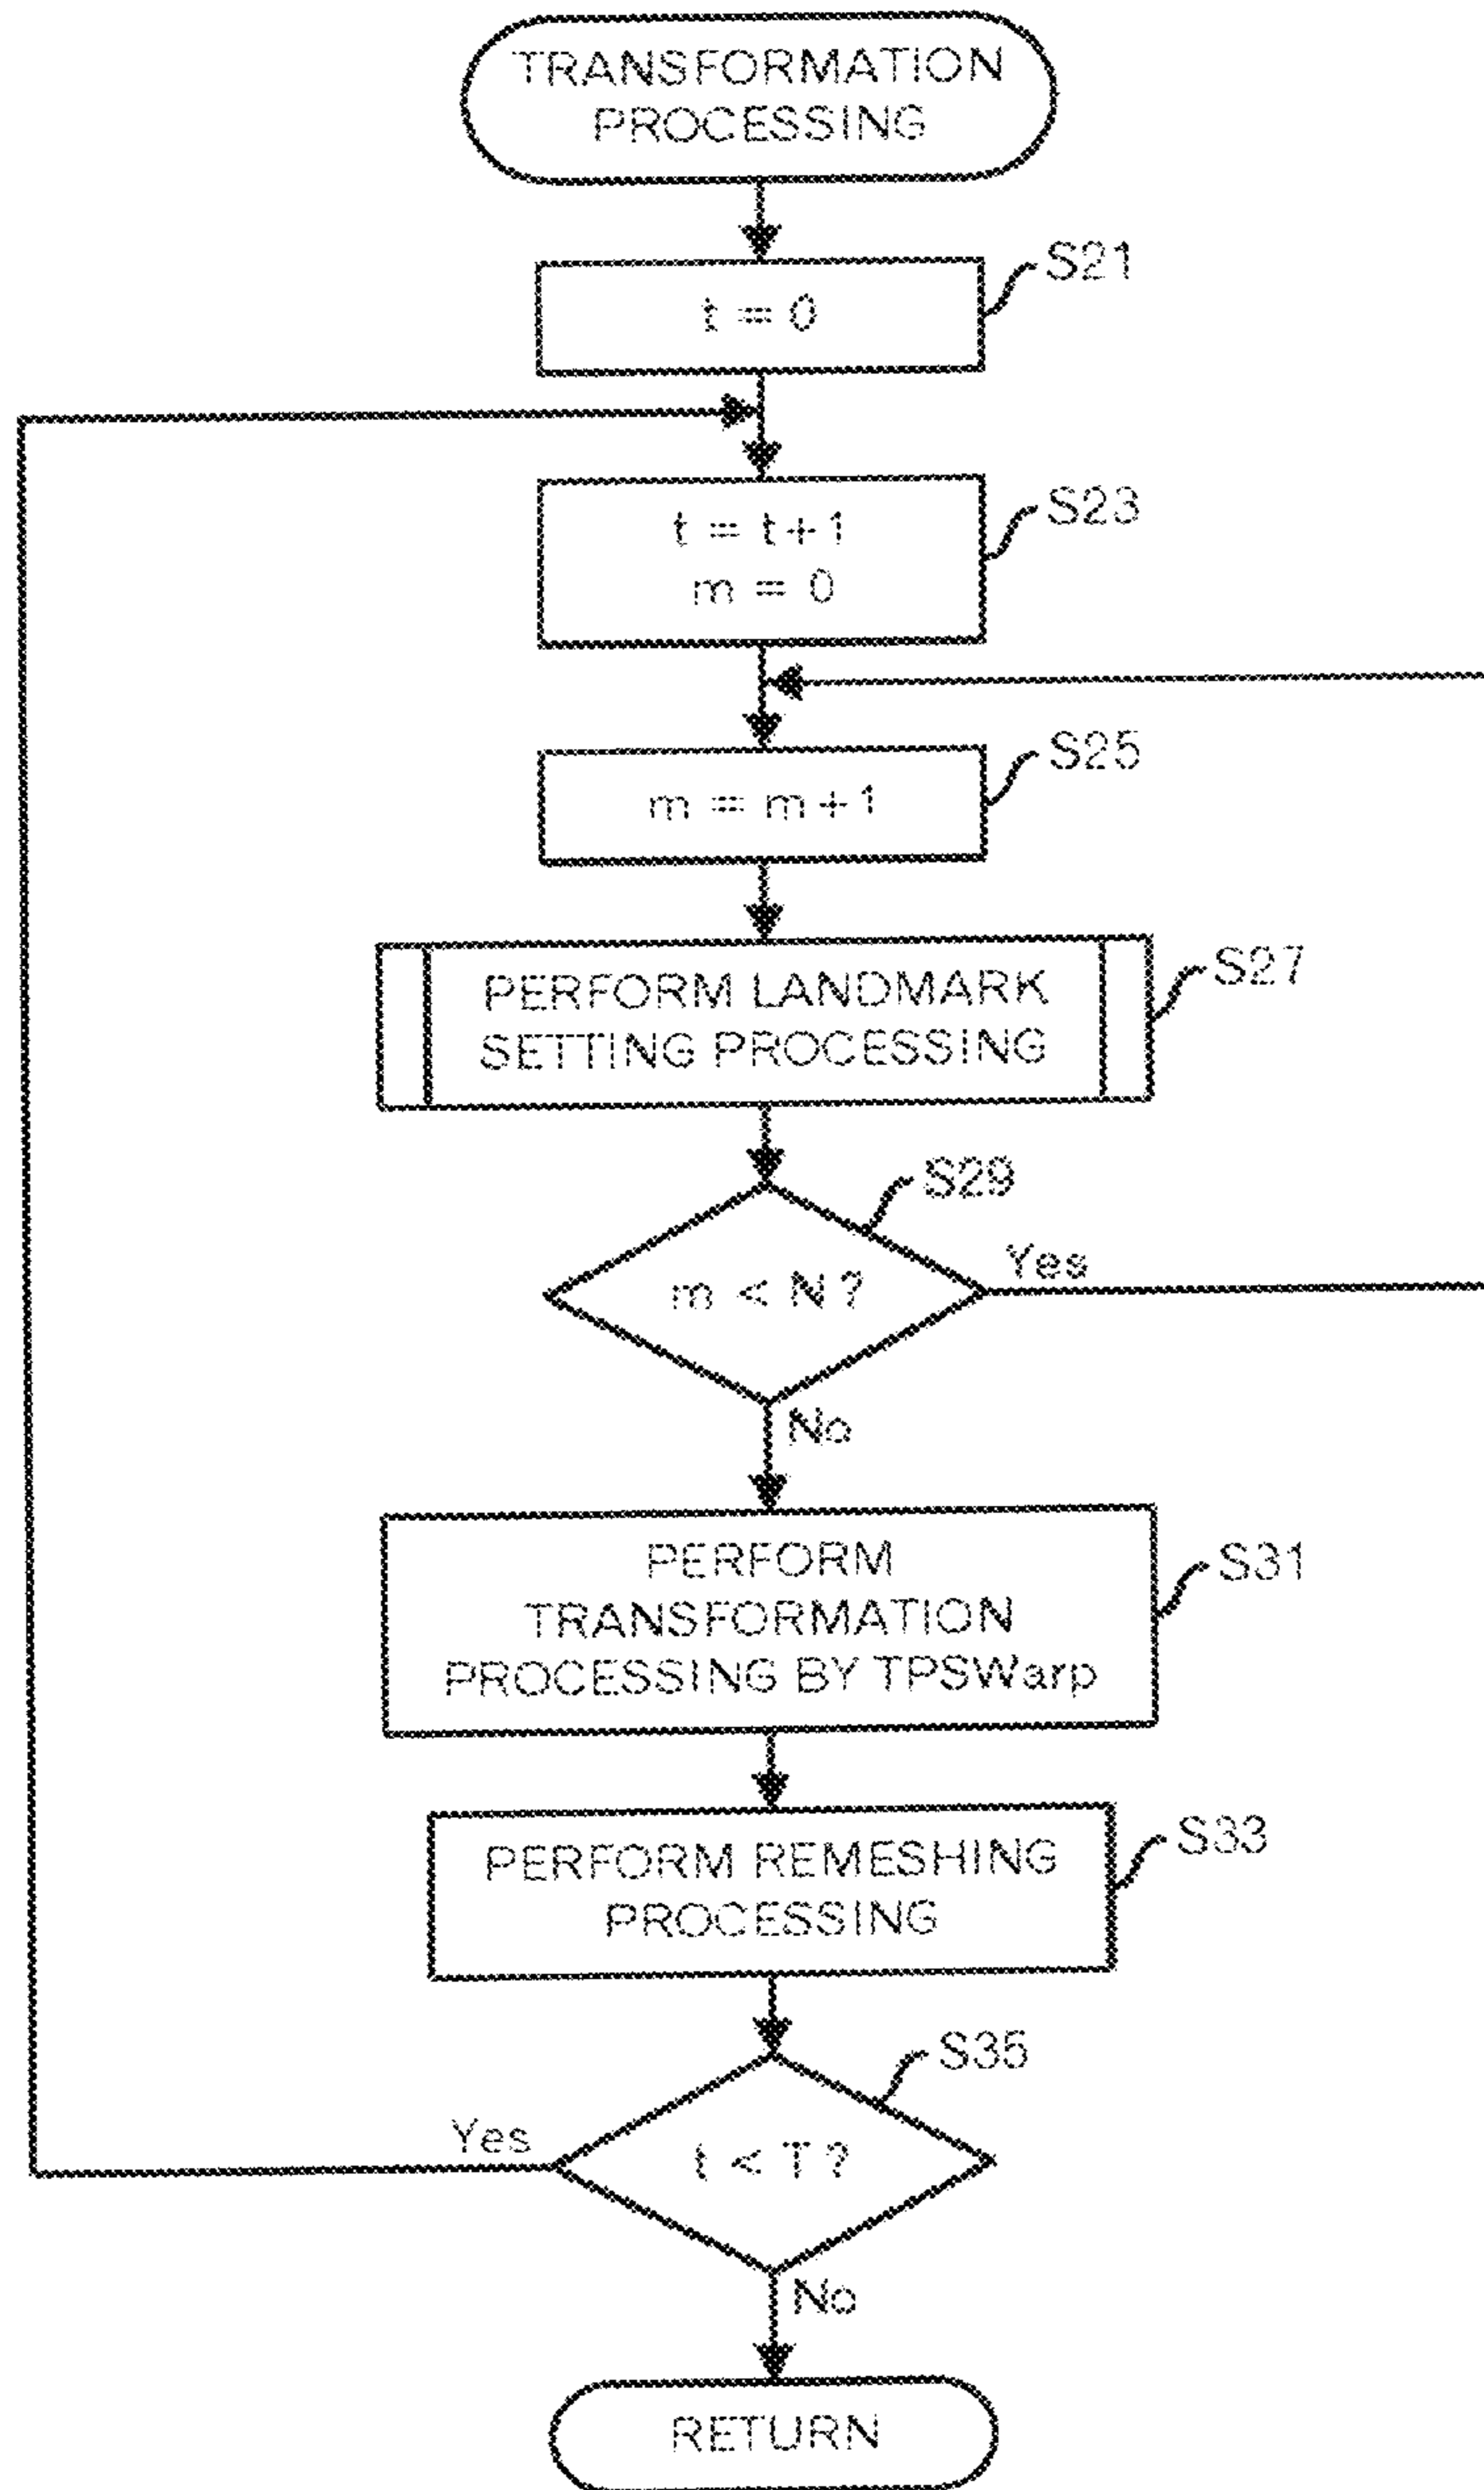 TRANSFORMATION
PROCESSING
S21
t = 0
S23
t = t+1
m = 0
S25
m = m+1
S27
PERFORM LANDMARK
SETTING PROCESSING
S29
m < N ?
Yes
No
S31
PERFORM
TRANSFORMATION
PROCESSING BY TPSWarp
S33
PERFORM REMESHING
PROCESSING
S35
Yes
t < T ?
No
RETURN